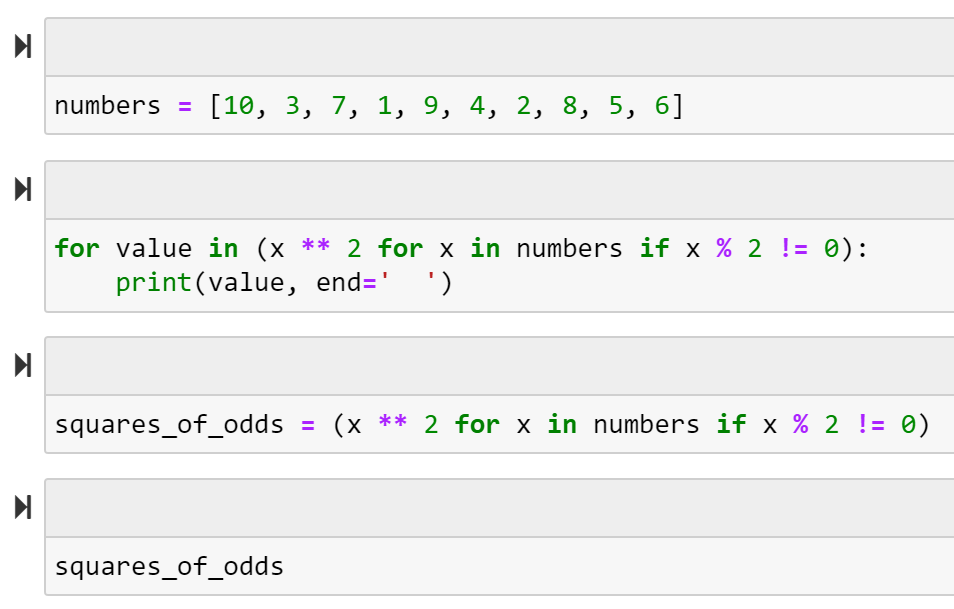 numbers = [10, 3, 7, 1, 9, 4, 2, 8, 5, 6]
for value in (x ** 2 for x in numbers if x % 2 != 0):
    print(value, end='  ')
squares_of_odds = (x ** 2 for x in numbers if x % 2 != 0)
squares_of_odds